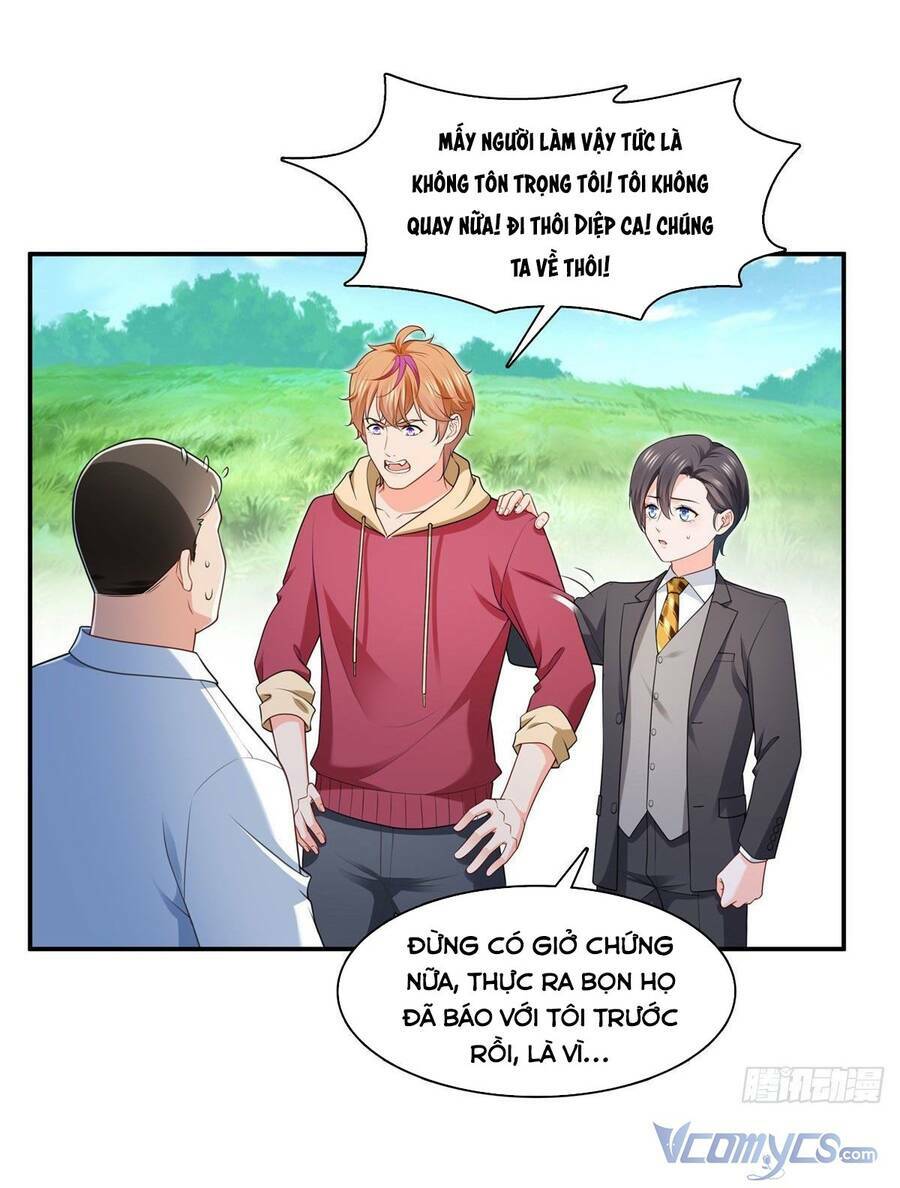 MẤY NGƯỜI LÀM VẬY TỨC LÀ
KHÔNG TÔN TRỌNG TÔI! TÔI KHÔNG
QUAY NỮA! ĐI THÔI DIỆP CA! CHÚNG
TA VỀ THÔI!
ĐỪNG CÓ GIỞ CHỨNG
NỮA, THỰC RA BỌN HỌ
ĐÃ BÁO VỚI TÔI TRƯỚC
RỒI, LÀ VÌ...
腾讯动漫
VCOMYCS.com